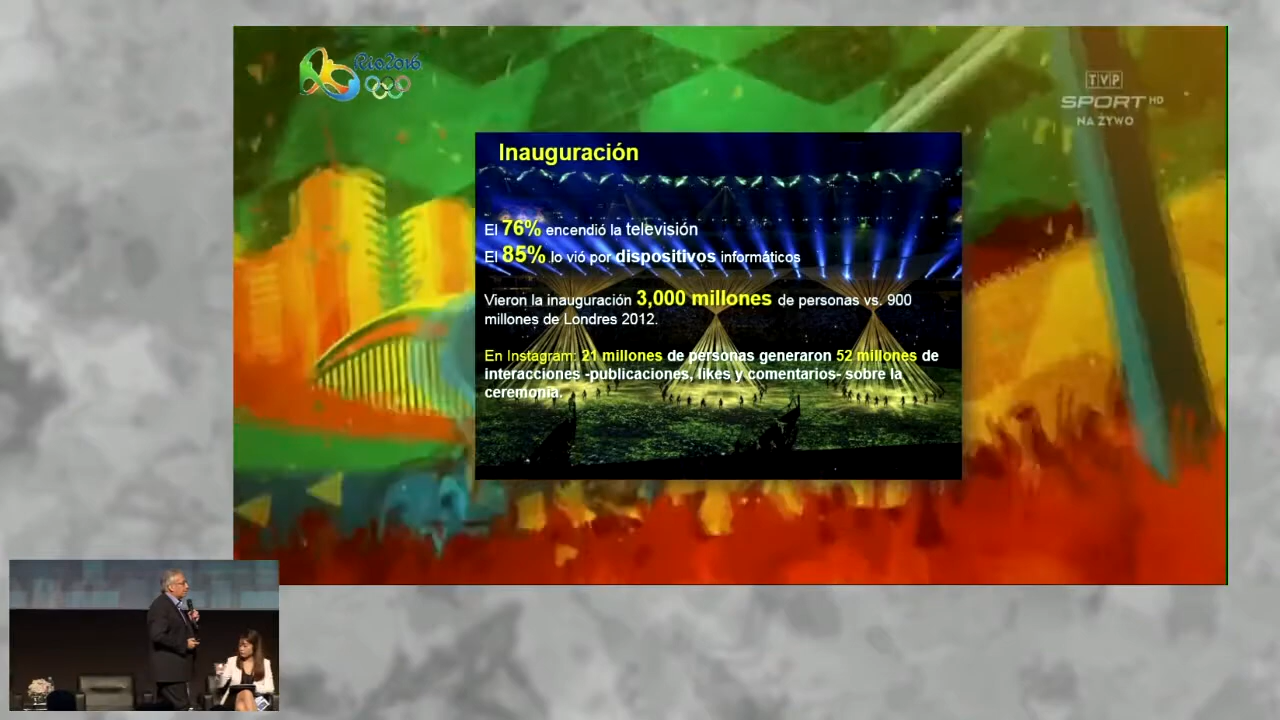 Rio2016
TVP
SPORT HD
NA ŻYWO
Inauguración
El 76% encendió la televisión
El 85% lo vió por dispositivos informáticos
Vieron la inauguración 3,000 millones de personas vs. 900
millones de Londres 2012.
En Instagram: 21 millones de personas generaron 52 millones de
interacciones -publicaciones, likes y comentarios- sobre la
ceremonia.